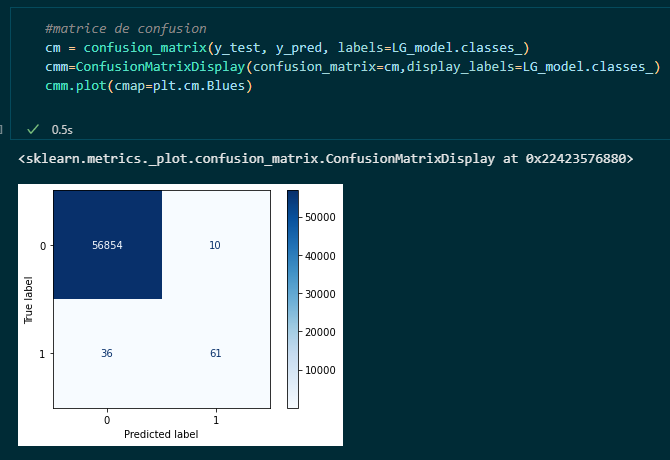 #matrice de confusion
cm = confusion_matrix(y_test, y_pred, labels=LG_model.classes_)
cmm=ConfusionMatrixDisplay(confusion_matrix=cm,display_labels=LG_model.classes_)
cmm.plot(cmap=plt.cm.Blues)
]
0.5s
<sklearn.metrics._plot.confusion_matrix.ConfusionMatrixDisplay at 0x22423576880>
True label
0
56854
10
1
36
61
0
1
Predicted label
50000
40000
30000
20000
10000